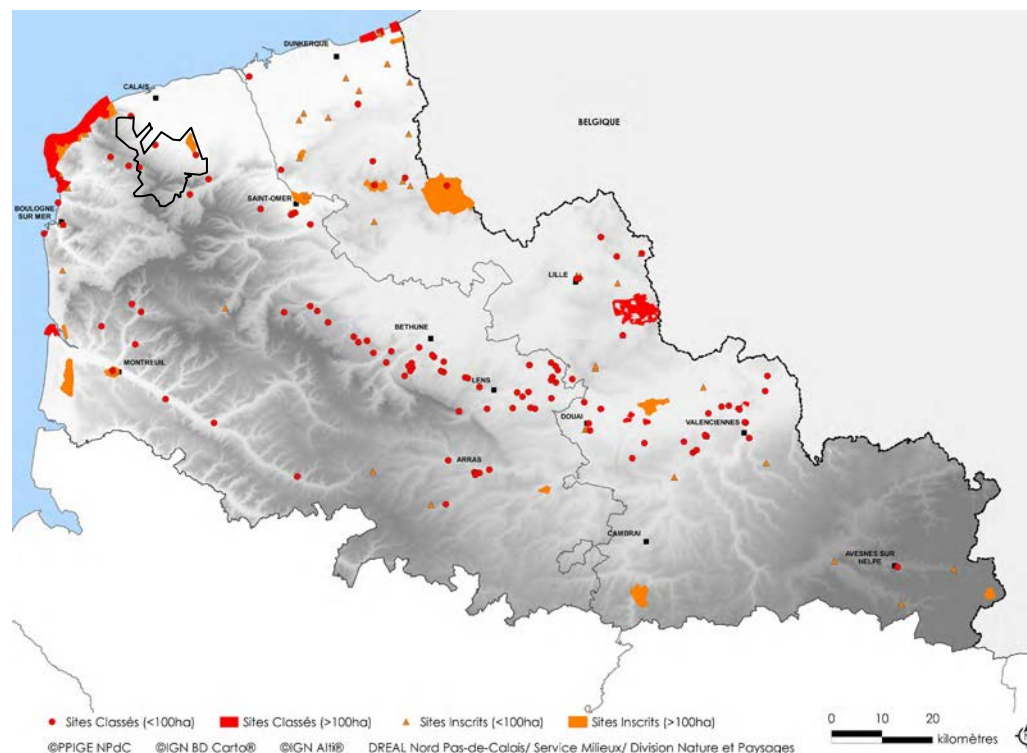 DUNKERQUE
CALAIS
BELGIQUE
SAINT-OMER
BOULOGNE
SUR MER
LILLE
BETHUNE
MONTREUIL
LENS
DOUAI
VALENCIENNES
ARRAS
CAMBRAI
AVESNES SUR
HELPE
Sites Classés (<100ha) Sites Classés (>100ha) Sites Inscrits (<100ha) Sites Inscrits (>100ha)
0 10 20
kilomètres
©PPIGE NPdC ©IGN BD Carto® ©IGN Alti® DREAL Nord Pas-de-Calais/ Service Milieux/ Division Nature et Paysages